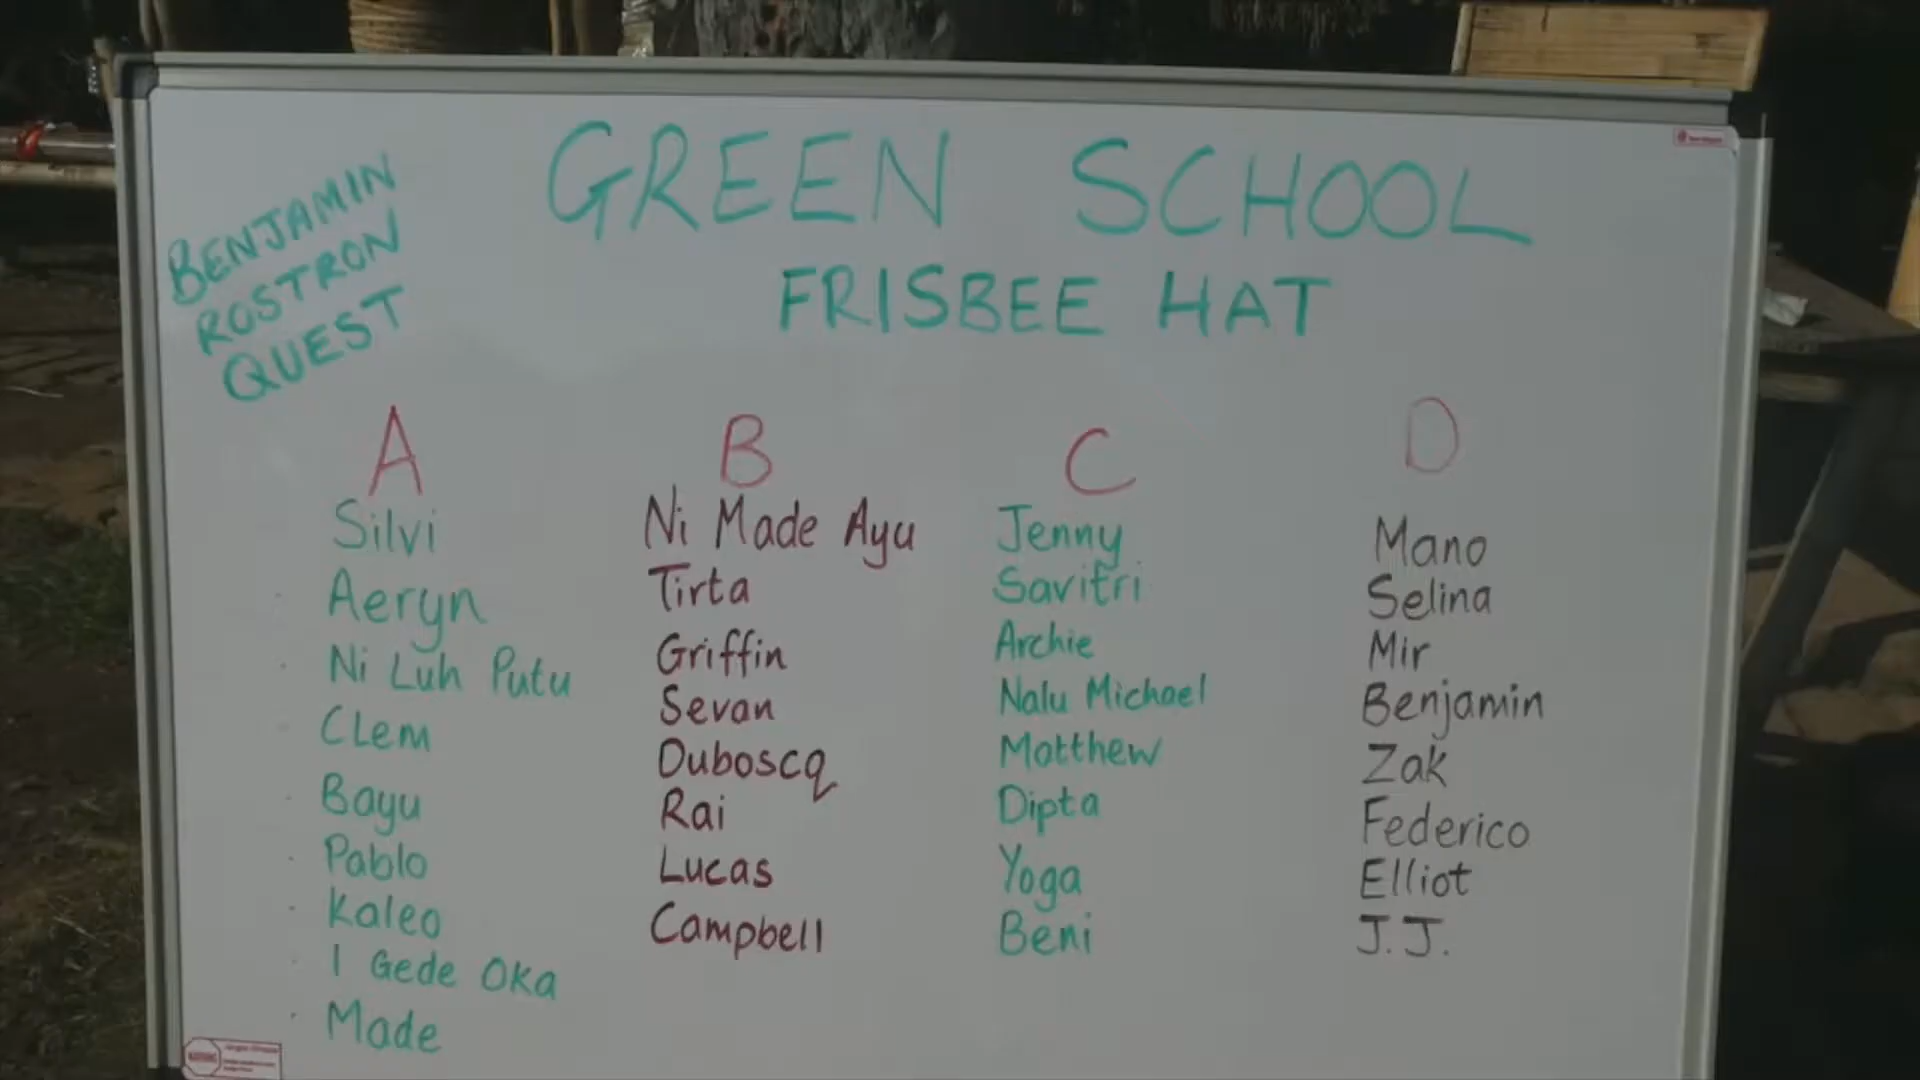 GREEN SCHOOL
FRISBEE HAT
BENJAMIN
ROSTRON
QUEST
A
Silvi
Aeryn
Ni Luh Putu
CLem
Bayu
Pablo
Kaleo
I Gede OKa
Made
B
Ni Made Ayu
Tirta
Griffin
Sevan
Duboscq
Rai
Lucas
Campbell
C
Jenny
Savitri
Archie
Nalu Michael
Matthew
Dipta
Yoga
Beni
D
Mano
Selina
Mir
Benjamin
Zak
Federico
Elliot
J.J.